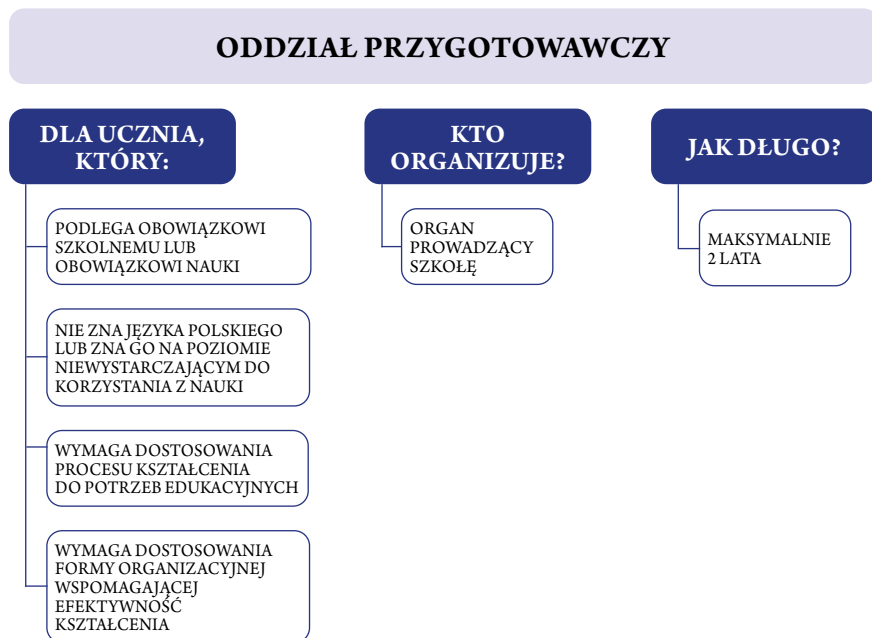 ODDZIAŁ PRZYGOTOWAWCZY
DLA UCZNIA,
KTÓRY:
PODLEGA OBOWIĄZKOWI
SZKOLNEMU LUB
OBOWIĄZKOWI NAUKI
NIE ZNA JĘZYKA POLSKIEGO
LUB ZNA GO NA POZIOMIE
NIEWYSTARCZAJĄCYM DO
KORZYSTANIA Z NAUKI
WYMAGA DOSTOSOWANIA
PROCESU KSZTAŁCENIA
DO POTRZEB EDUKACYJNYCH
WYMAGA DOSTOSOWANIA
FORMY ORGANIZACYJNEJ
WSPOMAGAJĄCEJ
EFEKTYWNOŚĆ
KSZTAŁCENIA
KTO
ORGANIZUJE?
ORGAN
PROWADZĄCY
SZKOŁĘ
JAK DŁUGO?
MAKSYMALNIE
2 LATA